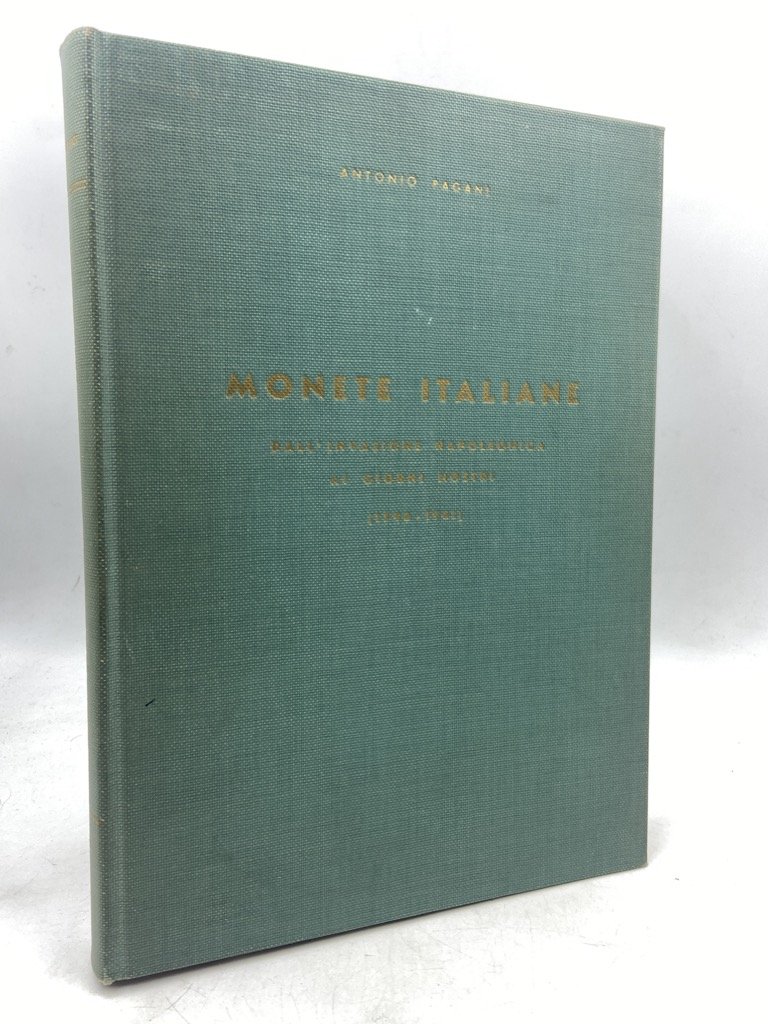 ANTONIO PAGANI
MONETE ITALIANE
DALL'INVASIONE NAPOLEONICA
AI GIORNI NOSTRI